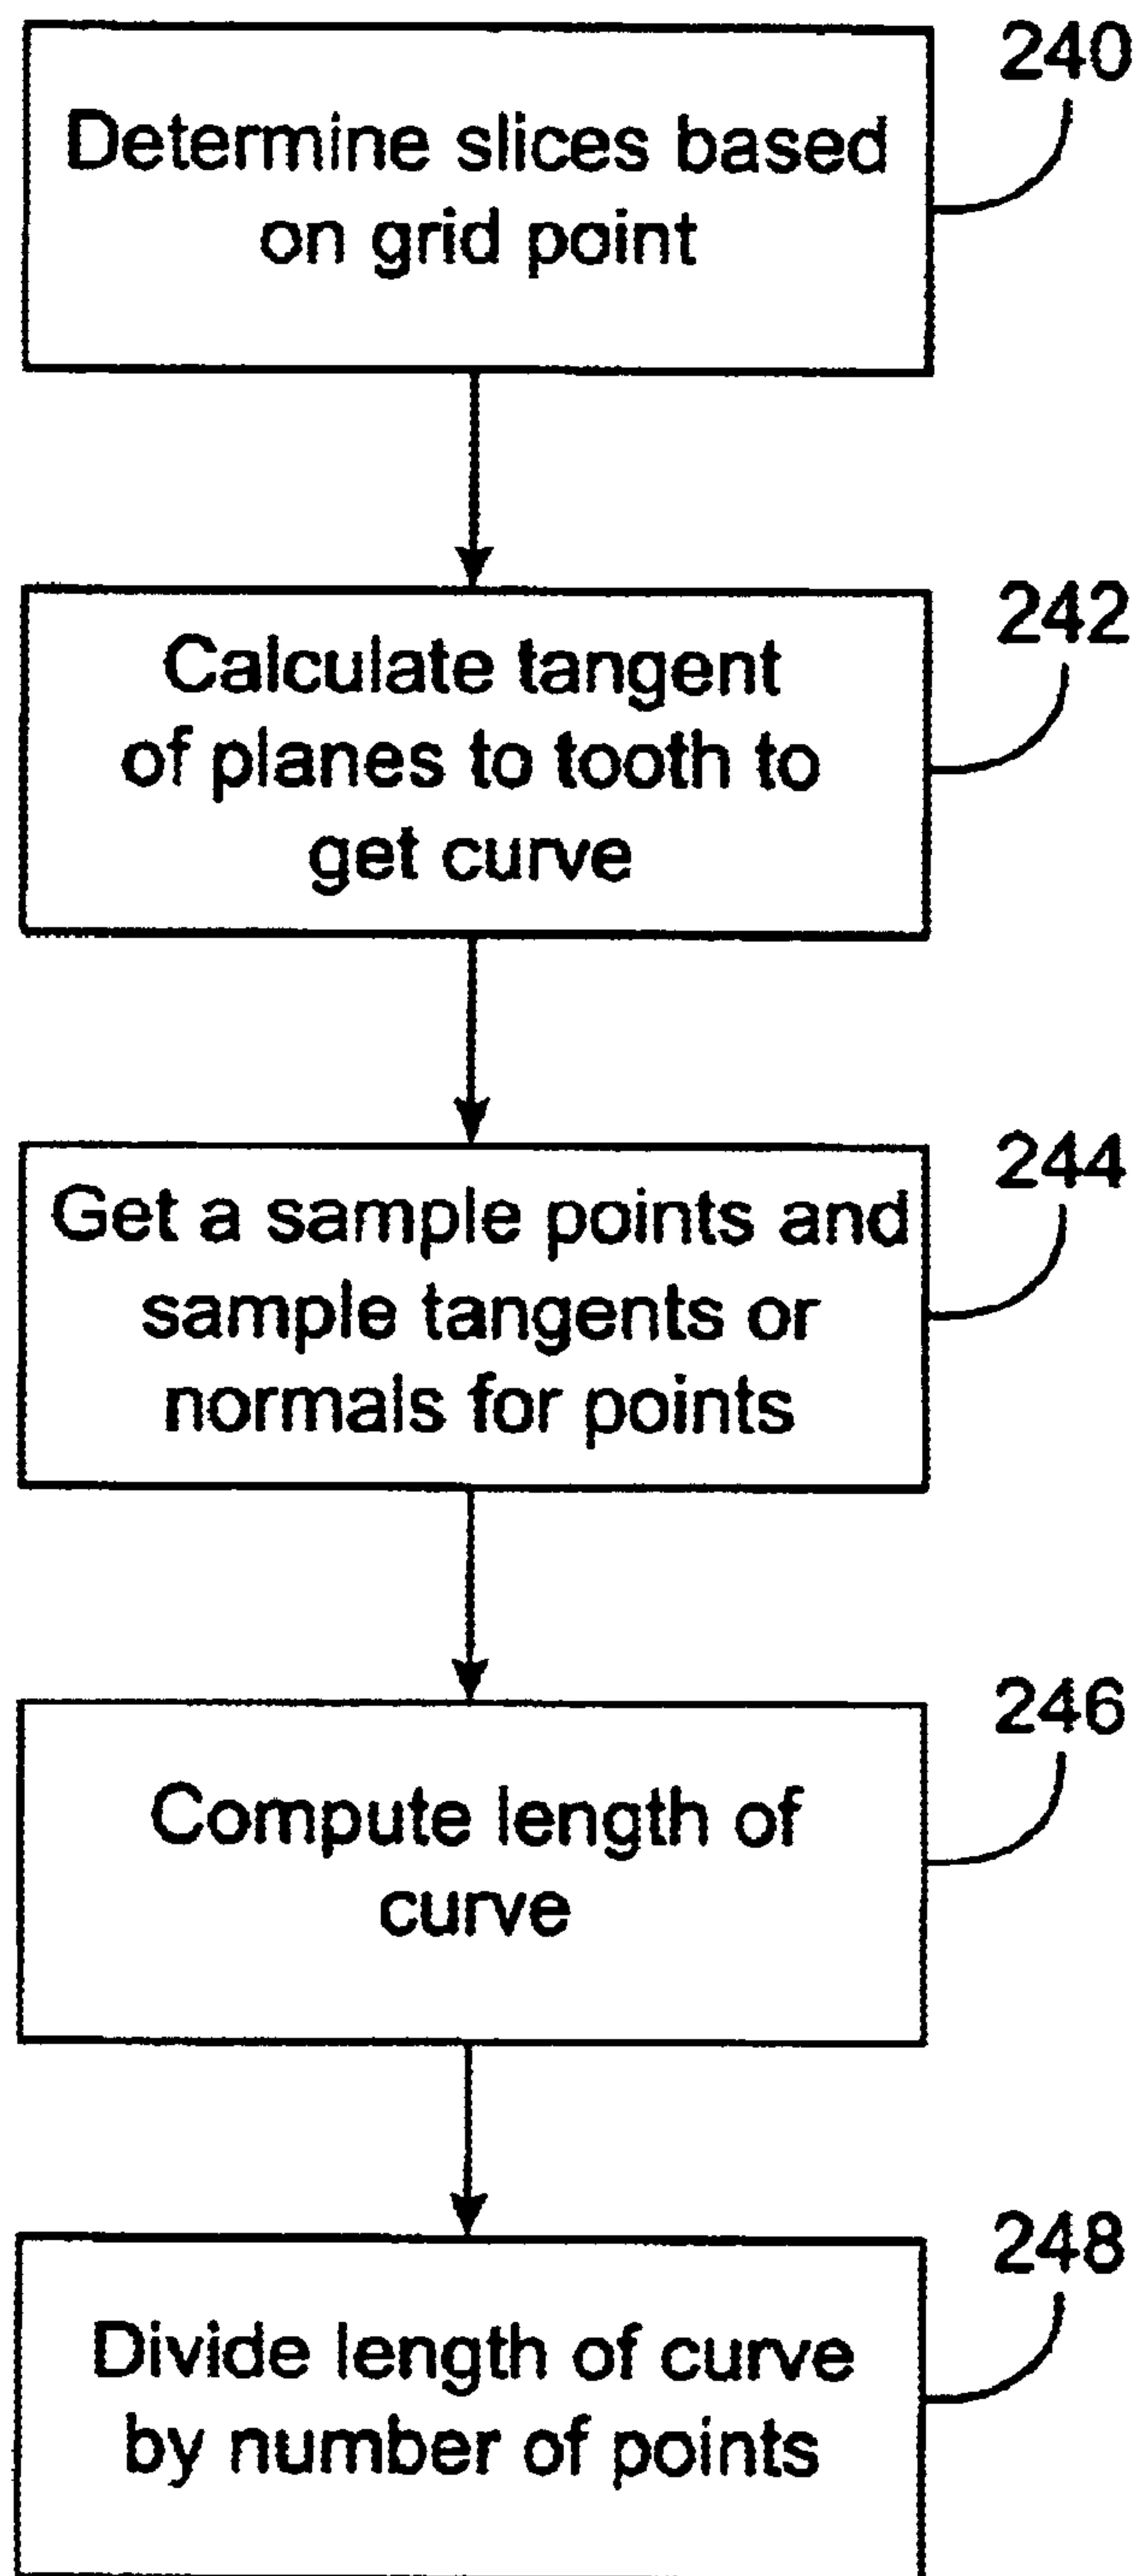 240
Determine slices based
on grid point
242
Calculate tangent
of planes to tooth to
get curve
244
Get a sample points and
sample tangents or
normals for points
246
Compute length of
curve
248
Divide length of curve
by number of points